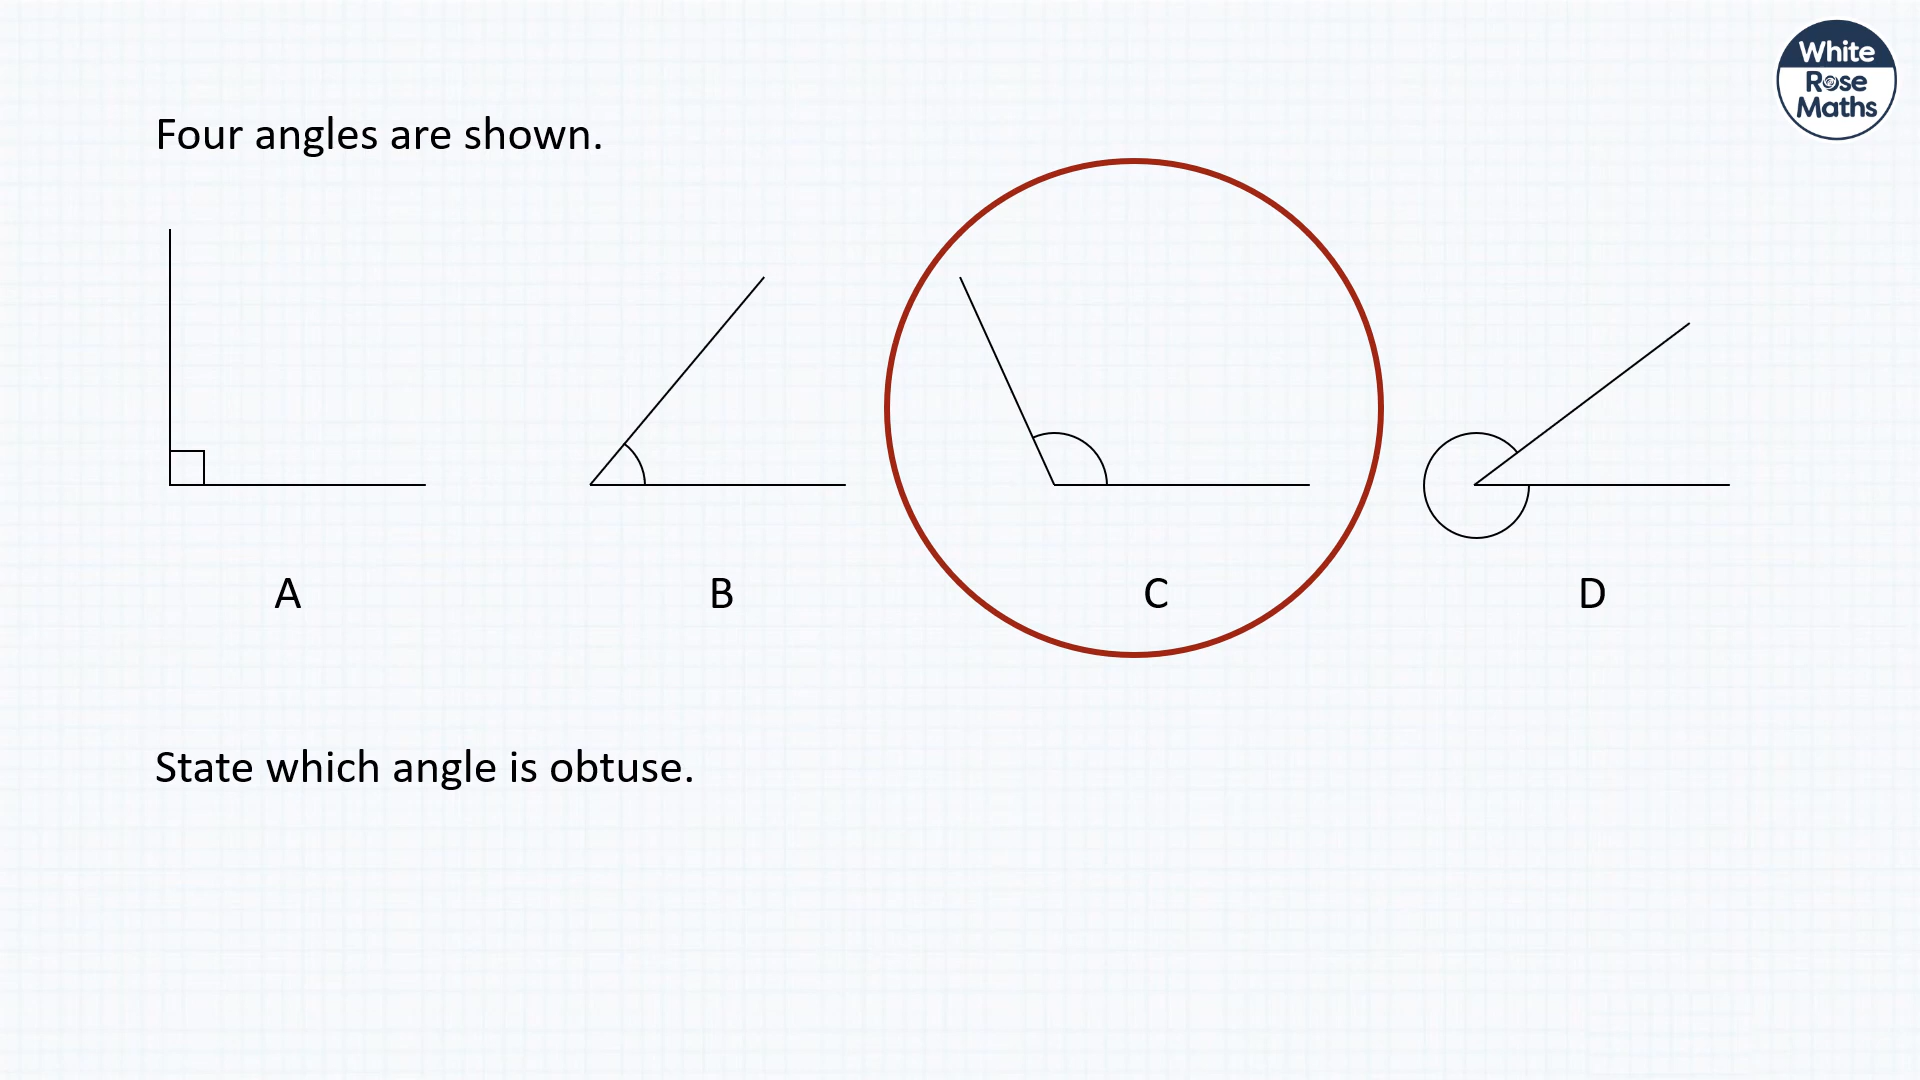 White
Rose
Maths
Four angles are shown.
A
B
C
D
State which angle is obtuse.